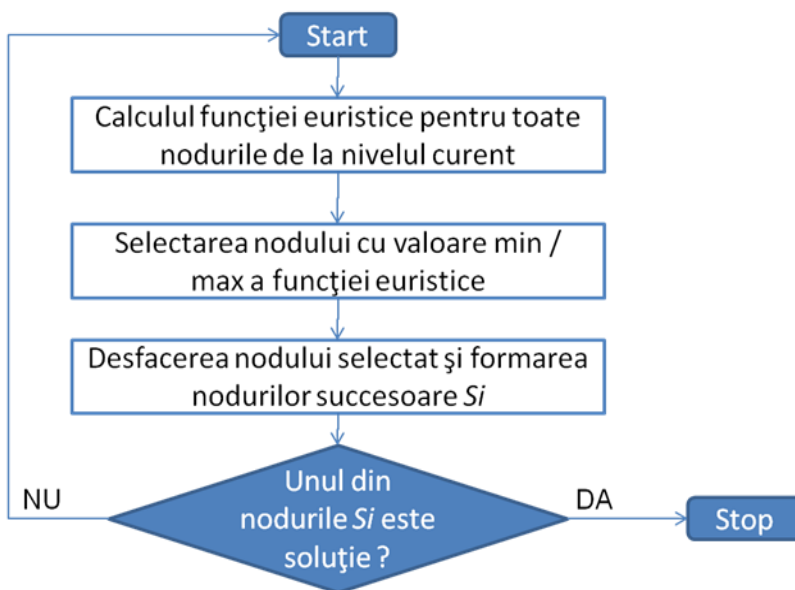 Start
Calculul funcţiei euristice pentru toate
nodurile de la nivelul curent
Selectarea nodului cu valoare min /
max a funcţiei euristice
Desfacerea nodului selectat şi formarea
nodurilor succesoare Si
Unul din
nodurile Si este
soluţie ?
NU
DA
Stop